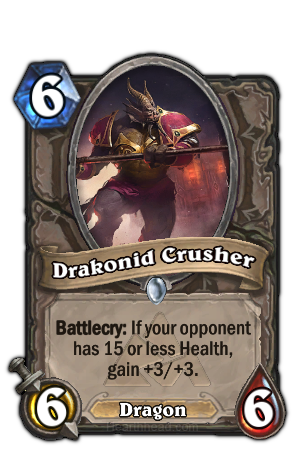 6
Drakonid Crusher
Battlecry: If your opponent
has 15 or less Health,
gain +3/+3.
6 Dragon 6